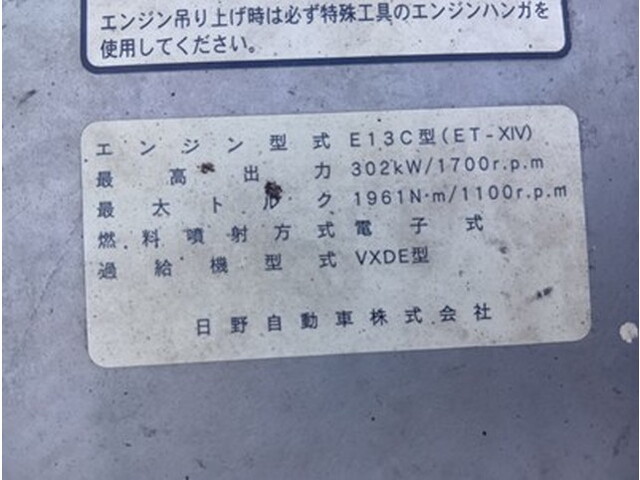 エンジン吊り上げ時は必ず特殊工具のエンジンハンガを
使用してください。
エンジン型式 E13C型(ET-XIV)
最高出力 302kW/1700r.p.m
最大トルク 1961N·m/1100r.p.m
燃料噴射方式 電子式
過給機型式 VXDE型
日野自動車株式会社